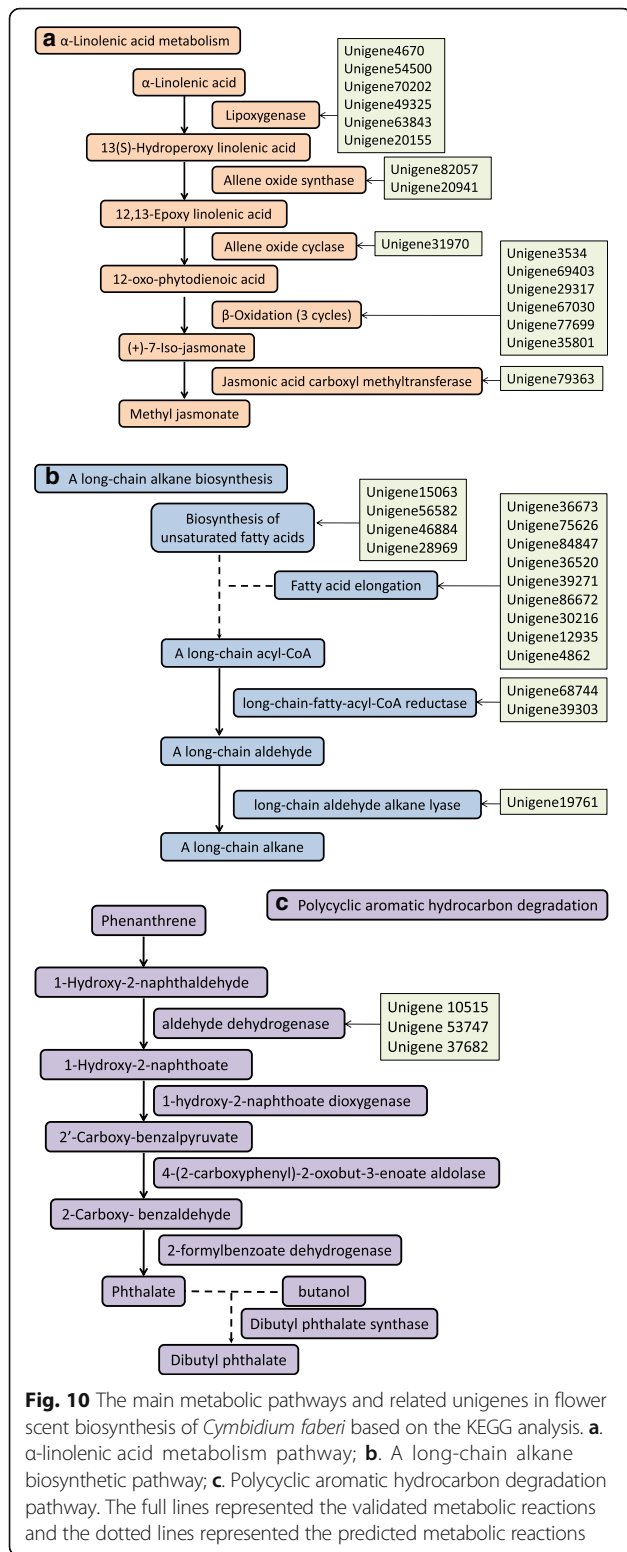 a α-Linolenic acid metabolism
α-Linolenic acid
Lipoxygenase
Unigene4670
Unigene54500
Unigene70202
Unigene49325
Unigene63843
Unigene20155
13(S)-Hydroperoxy linolenic acid
Allene oxide synthase
Unigene82057
Unigene20941
12,13-Epoxy linolenic acid
Allene oxide cyclase
Unigene31970
12-oxo-phytodienoic acid
β-Oxidation (3 cycles)
Unigene3534
Unigene69403
Unigene29317
Unigene67030
Unigene77699
Unigene35801
(+)-7-Iso-jasmonate
Jasmonic acid carboxyl methyltransferase
Unigene79363
Methyl jasmonate
b A long-chain alkane biosynthesis
Biosynthesis of
unsaturated fatty acids
Unigene15063
Unigene56582
Unigene46884
Unigene28969
Fatty acid elongation
Unigene36673
Unigene75626
Unigene84847
Unigene36520
Unigene39271
Unigene86672
Unigene30216
Unigene12935
Unigene4862
A long-chain acyl-CoA
long-chain-fatty-acyl-CoA reductase
Unigene68744
Unigene39303
A long-chain aldehyde
long-chain aldehyde alkane lyase
Unigene19761
A long-chain alkane
c Polycyclic aromatic hydrocarbon degradation
Phenanthrene
1-Hydroxy-2-naphthaldehyde
aldehyde dehydrogenase
Unigene 10515
Unigene 53747
Unigene 37682
1-Hydroxy-2-naphthoate
1-hydroxy-2-naphthoate dioxygenase
2’-Carboxy-benzalpyruvate
4-(2-carboxyphenyl)-2-oxobut-3-enoate aldolase
2-Carboxy- benzaldehyde
2-formylbenzoate dehydrogenase
Phthalate
butanol
Dibutyl phthalate synthase
Dibutyl phthalate
Fig. 10 The main metabolic pathways and related unigenes in flower
scent biosynthesis of Cymbidium faberi based on the KEGG analysis. a.
α-linolenic acid metabolism pathway; b. A long-chain alkane
biosynthetic pathway; c. Polycyclic aromatic hydrocarbon degradation
pathway. The full lines represented the validated metabolic reactions
and the dotted lines represented the predicted metabolic reactions